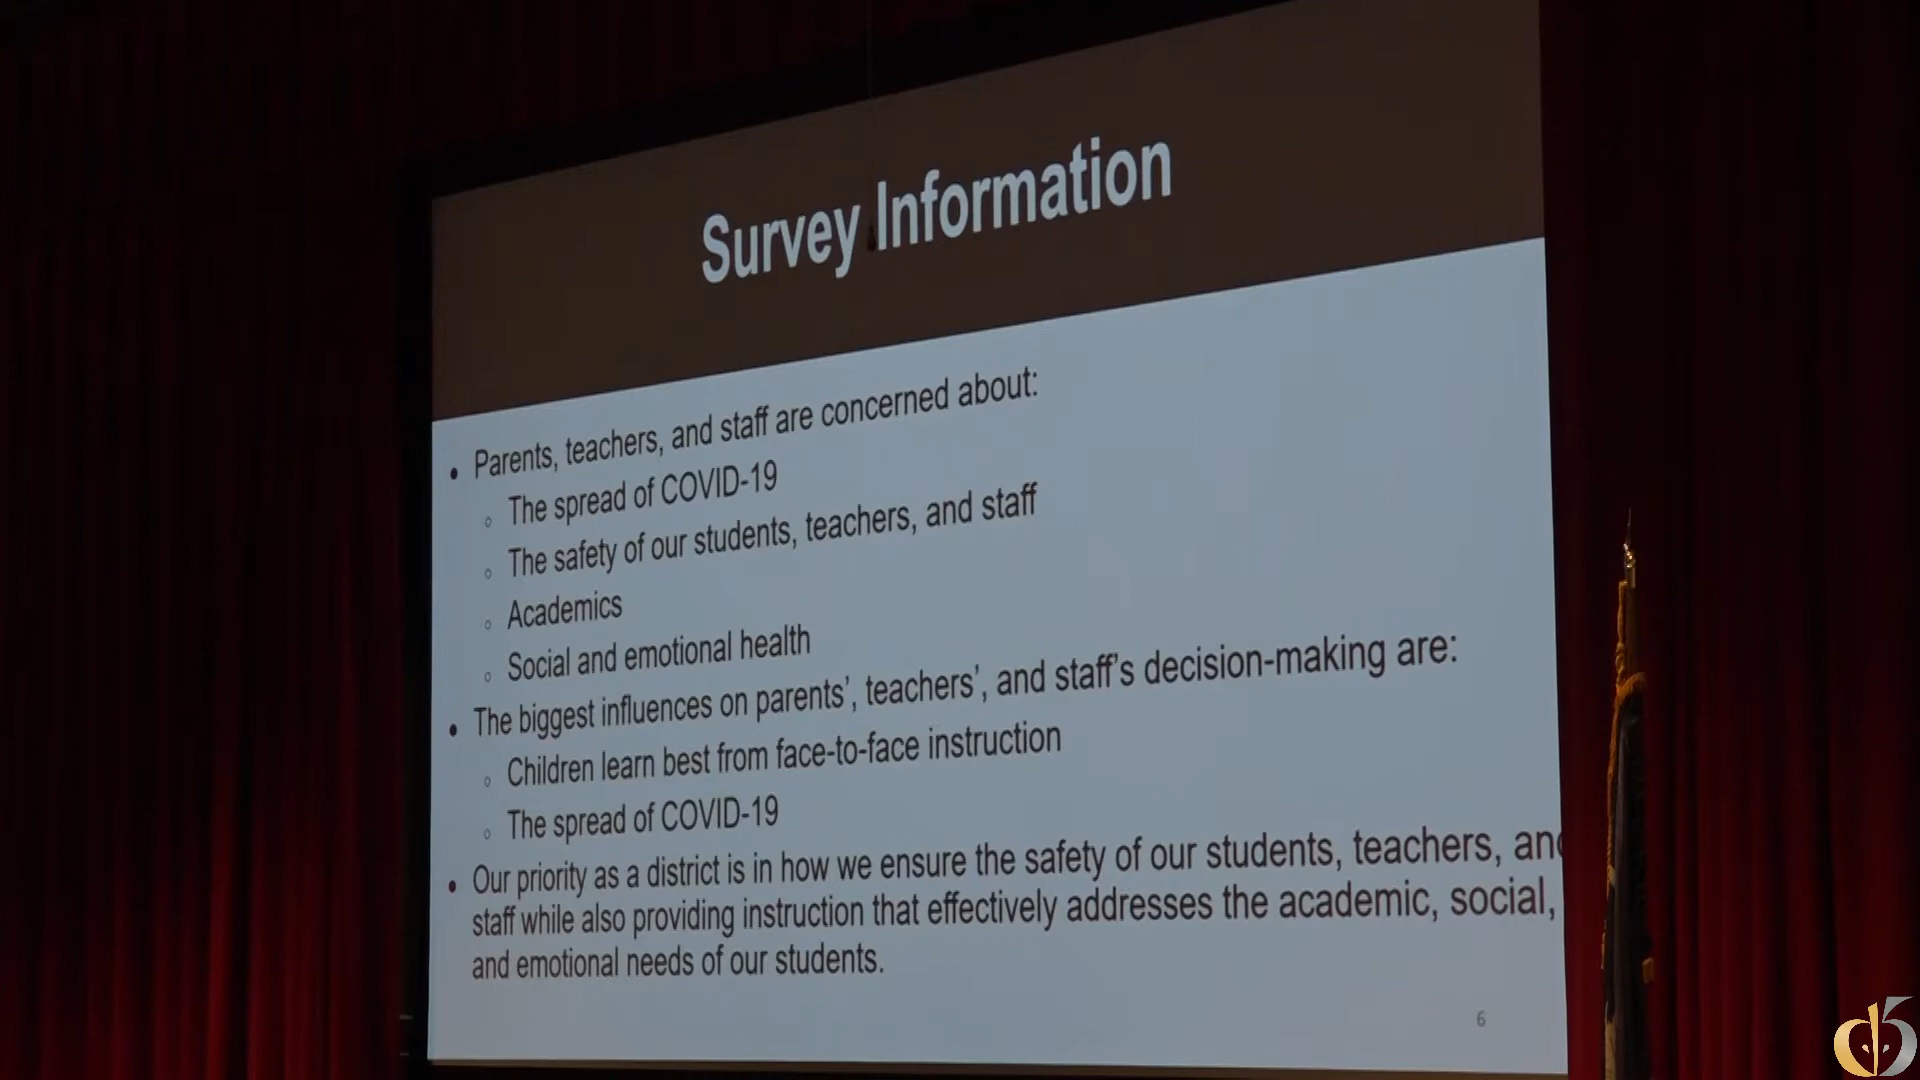 Survey Information
• Parents, teachers, and staff are concerned about:
○ The spread of COVID-19
○ The safety of our students, teachers, and staff
○ Academics
○ Social and emotional health
• The biggest influences on parents’, teachers’, and staff’s decision-making are:
○ Children learn best from face-to-face instruction
○ The spread of COVID-19
• Our priority as a district is in how we ensure the safety of our students, teachers, and
staff while also providing instruction that effectively addresses the academic, social,
and emotional needs of our students.
6
d5